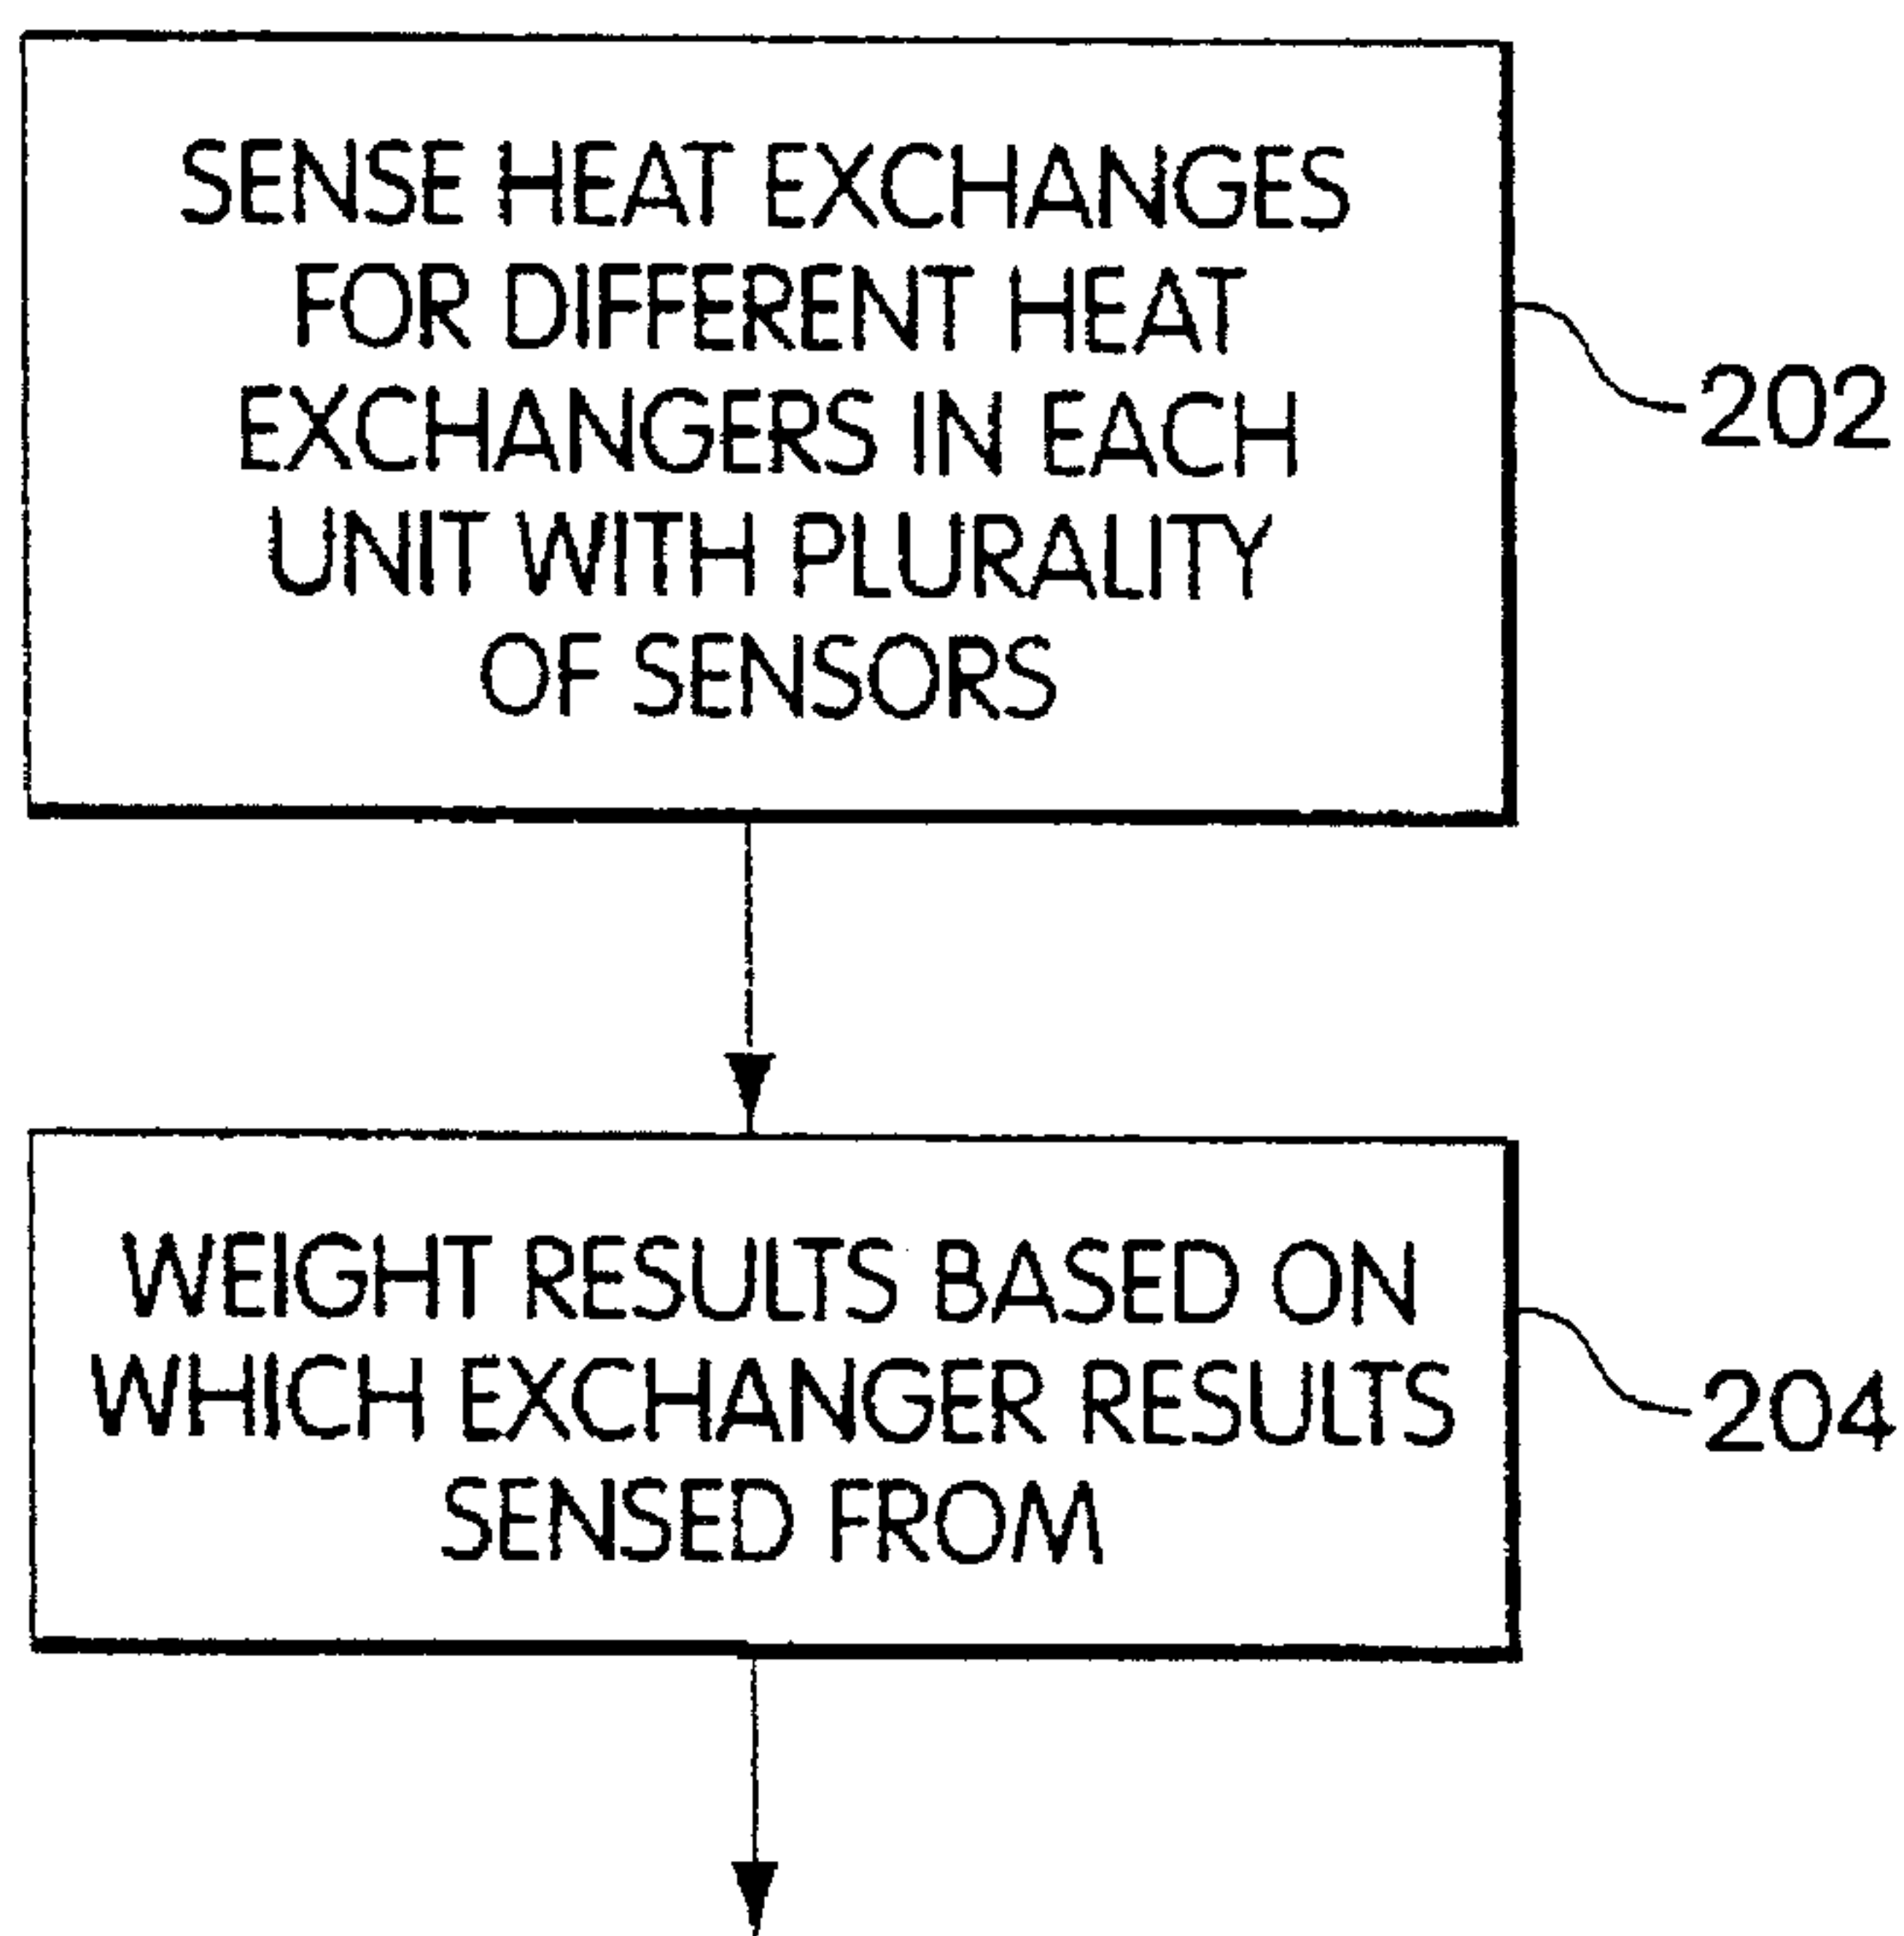 SENSE HEAT EXCHANGES
FOR DIFFERENT HEAT
EXCHANGERS IN EACH
UNIT WITH PLURALITY
OF SENSORS
202
WEIGHT RESULTS BASED ON
WHICH EXCHANGER RESULTS
SENSED FROM
204